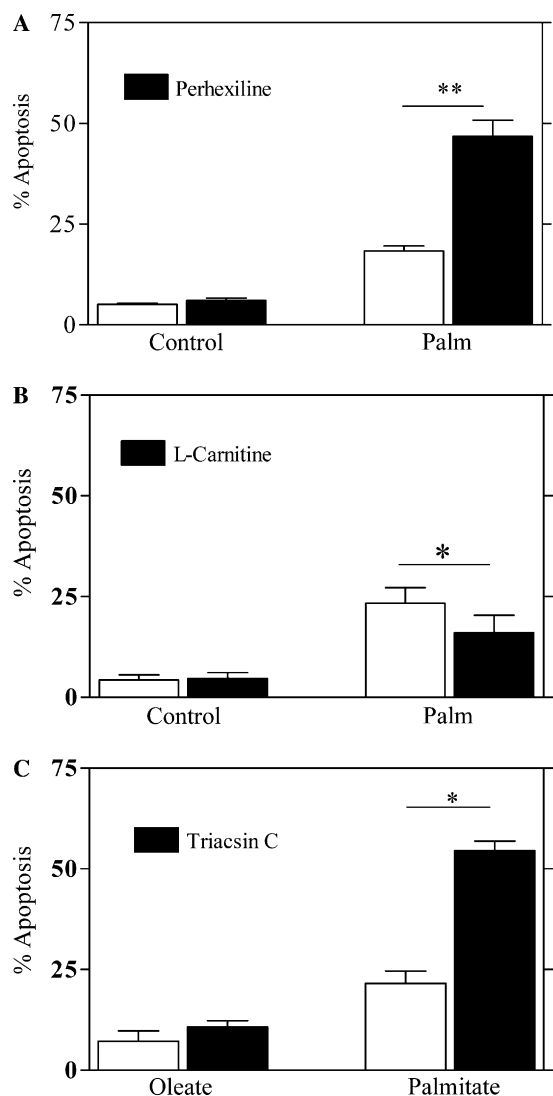 A
75
50
25
0
% Apoptosis
Perhexiline
**
Control Palm
B
75
50
25
0
% Apoptosis
L-Carnitine
*
Control Palm
C
75
50
25
0
% Apoptosis
Triacsin C
*
Oleate Palmitate